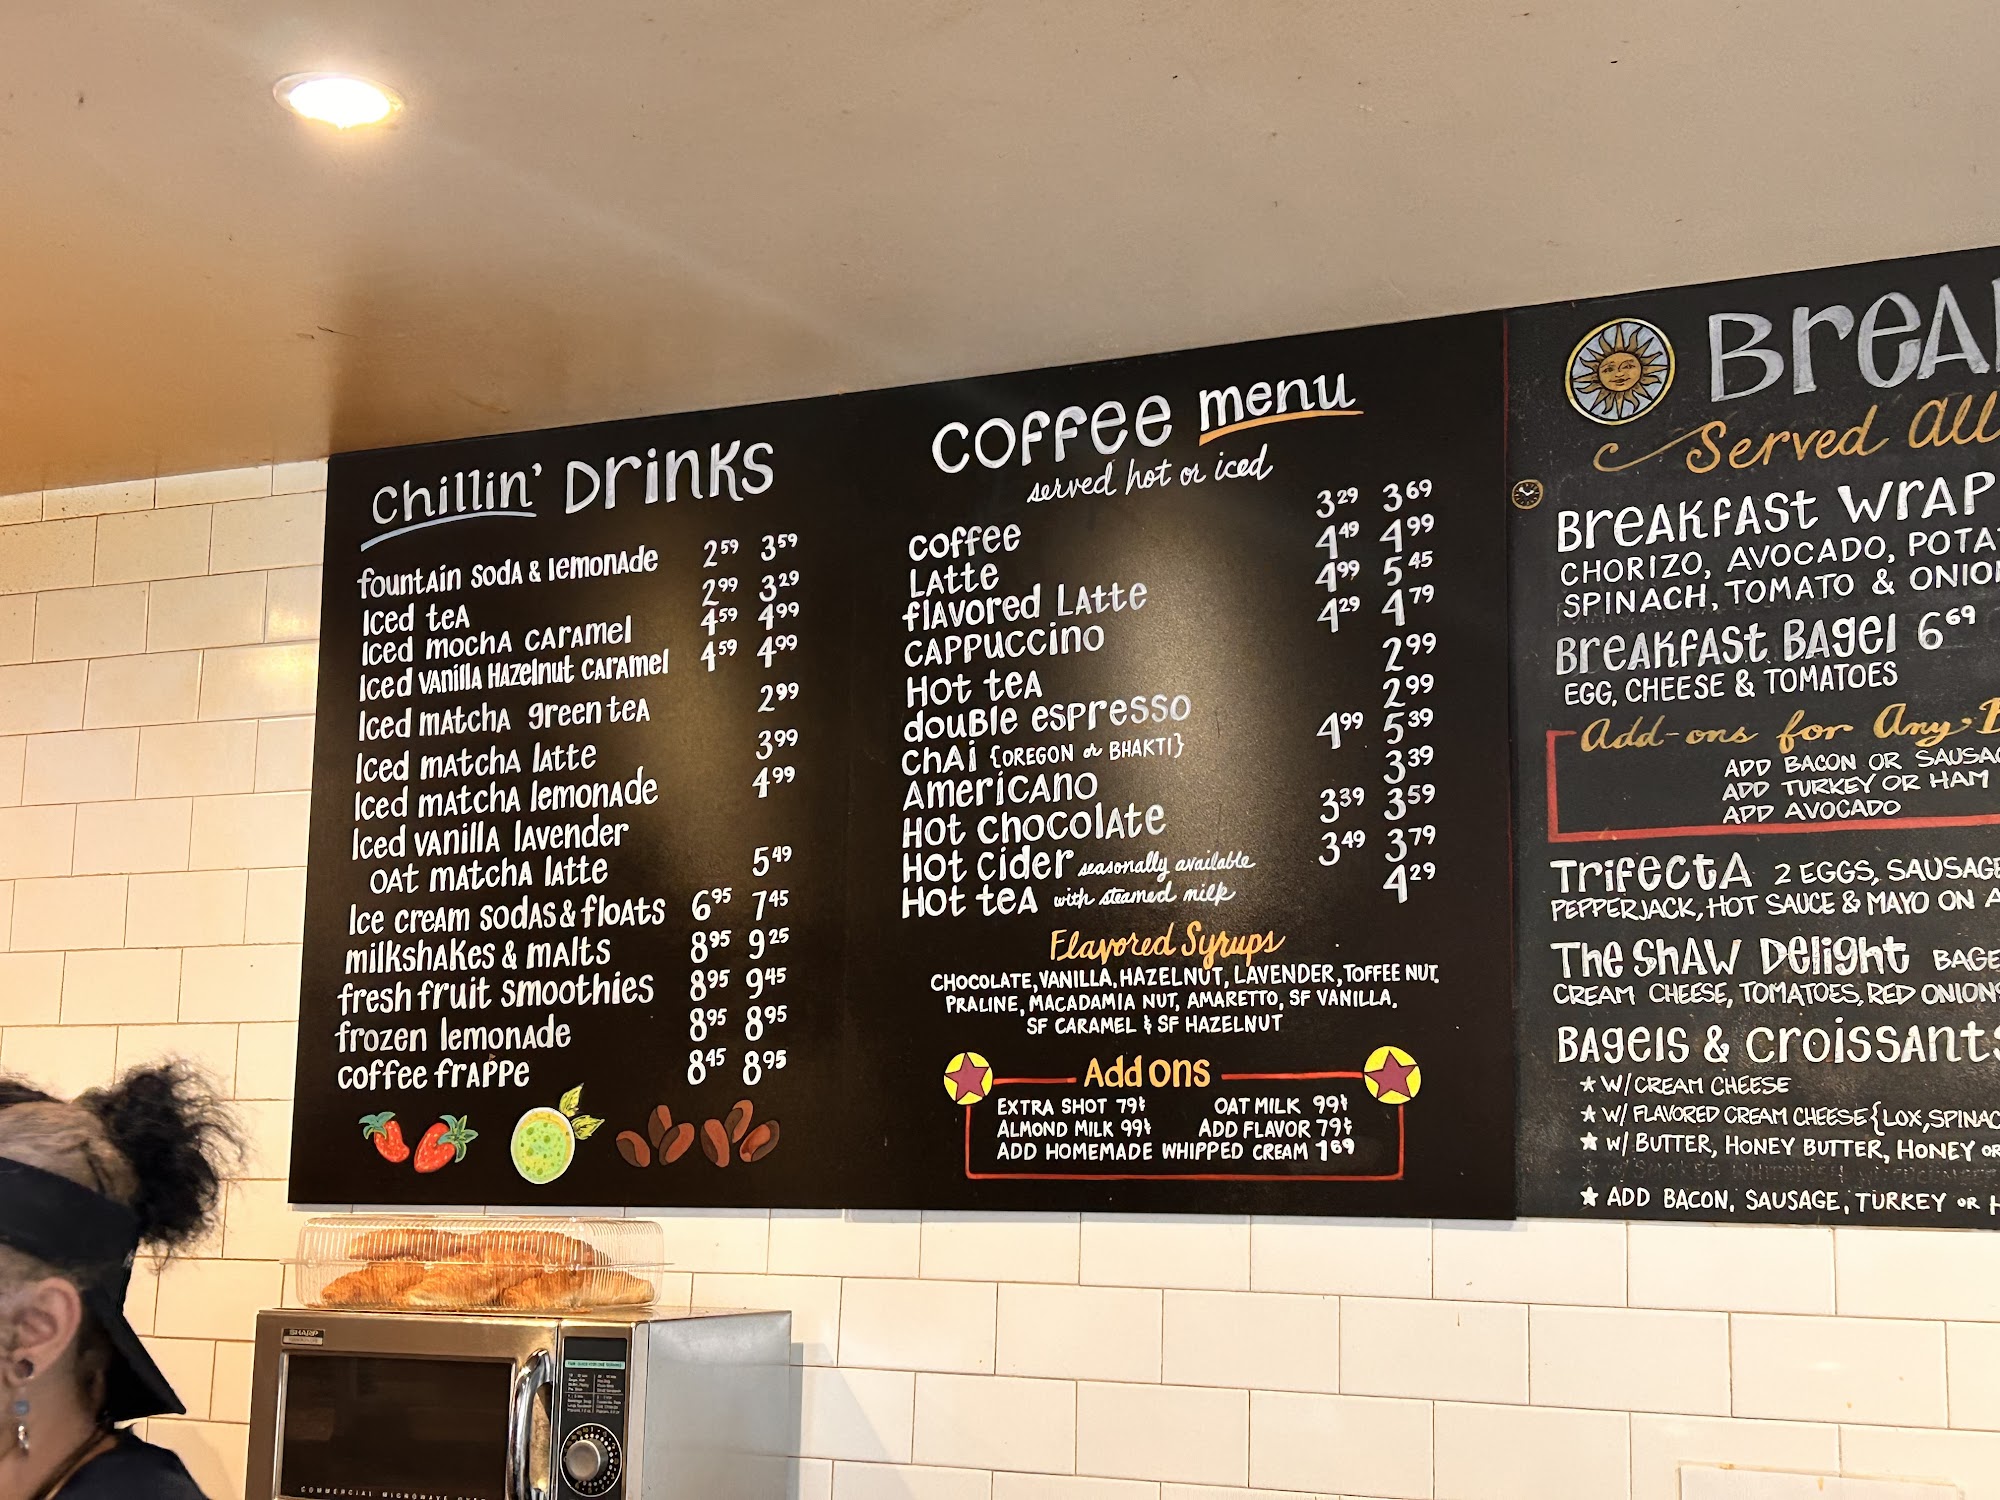 Chillin' Drinks
fountain soda & lemonade 2 59 3 59
Iced tea 2 99 3 29
Iced mocha caramel 4 59 4 99
Iced vanilla Hazelnut caramel 4 59 4 99
Iced matcha green tea 2 99
Iced matcha latte 3 99
Iced matcha lemonade 4 99
Iced vanilla lavender
oat matcha latte 5 49
Ice cream sodas & floats 6 95 7 45
milkshakes & malts 8 95 9 25
fresh fruit smoothies 8 95 9 45
frozen lemonade 8 95 8 95
coffee frappe 8 45 8 95
Coffee menu
served hot or iced
coffee 3 29 3 69
Latte 4 49 4 99
flavored Latte 4 99 5 45
cappuccino 4 29 4 79
Hot tea 2 99
double espresso 2 99
chai {OREGON or BHAKTI} 4 99 5 39
Americano 3 39
Hot chocolate 3 39 3 59
Hot cider seasonally available 3 49 3 79
Hot tea with steamed milk 4 29
Flavored Syrups
CHOCOLATE, VANILLA, HAZELNUT, LAVENDER, TOFFEE NUT,
PRALINE, MACADAMIA NUT, AMARETTO, SF VANILLA,
SF CARAMEL & SF HAZELNUT
Add ons
EXTRA SHOT 79¢ OAT MILK 99¢
ALMOND MILK 99¢ ADD FLAVOR 79¢
ADD HOMEMADE WHIPPED CREAM 1 69
Served All
Breakfast Wrap
CHORIZO, AVOCADO,
SPINACH, TOMATO &
Breakfast Bagel 6 69
EGG, CHEESE & TOMATOES
Add-ons for Any
ADD BACON OR
ADD TURKEY OR HAM
ADD AVOCADO
Trifecta 2 EGGS,
PEPPERJACK, HOT SAUCE & MAYO ON
The Shaw Delight
CREAM CHEESE, TOMATOES, RED ONIONS
Bagels & Croissants
★ W/ CREAM CHEESE
★ W/ FLAVORED CREAM CHEESE {LOX,
★ W/ BUTTER, HONEY BUTTER, HONEY OR
★ ADD BACON, SAUSAGE, TURKEY OR
SHARP
COMMERCIAL MICROWAVE